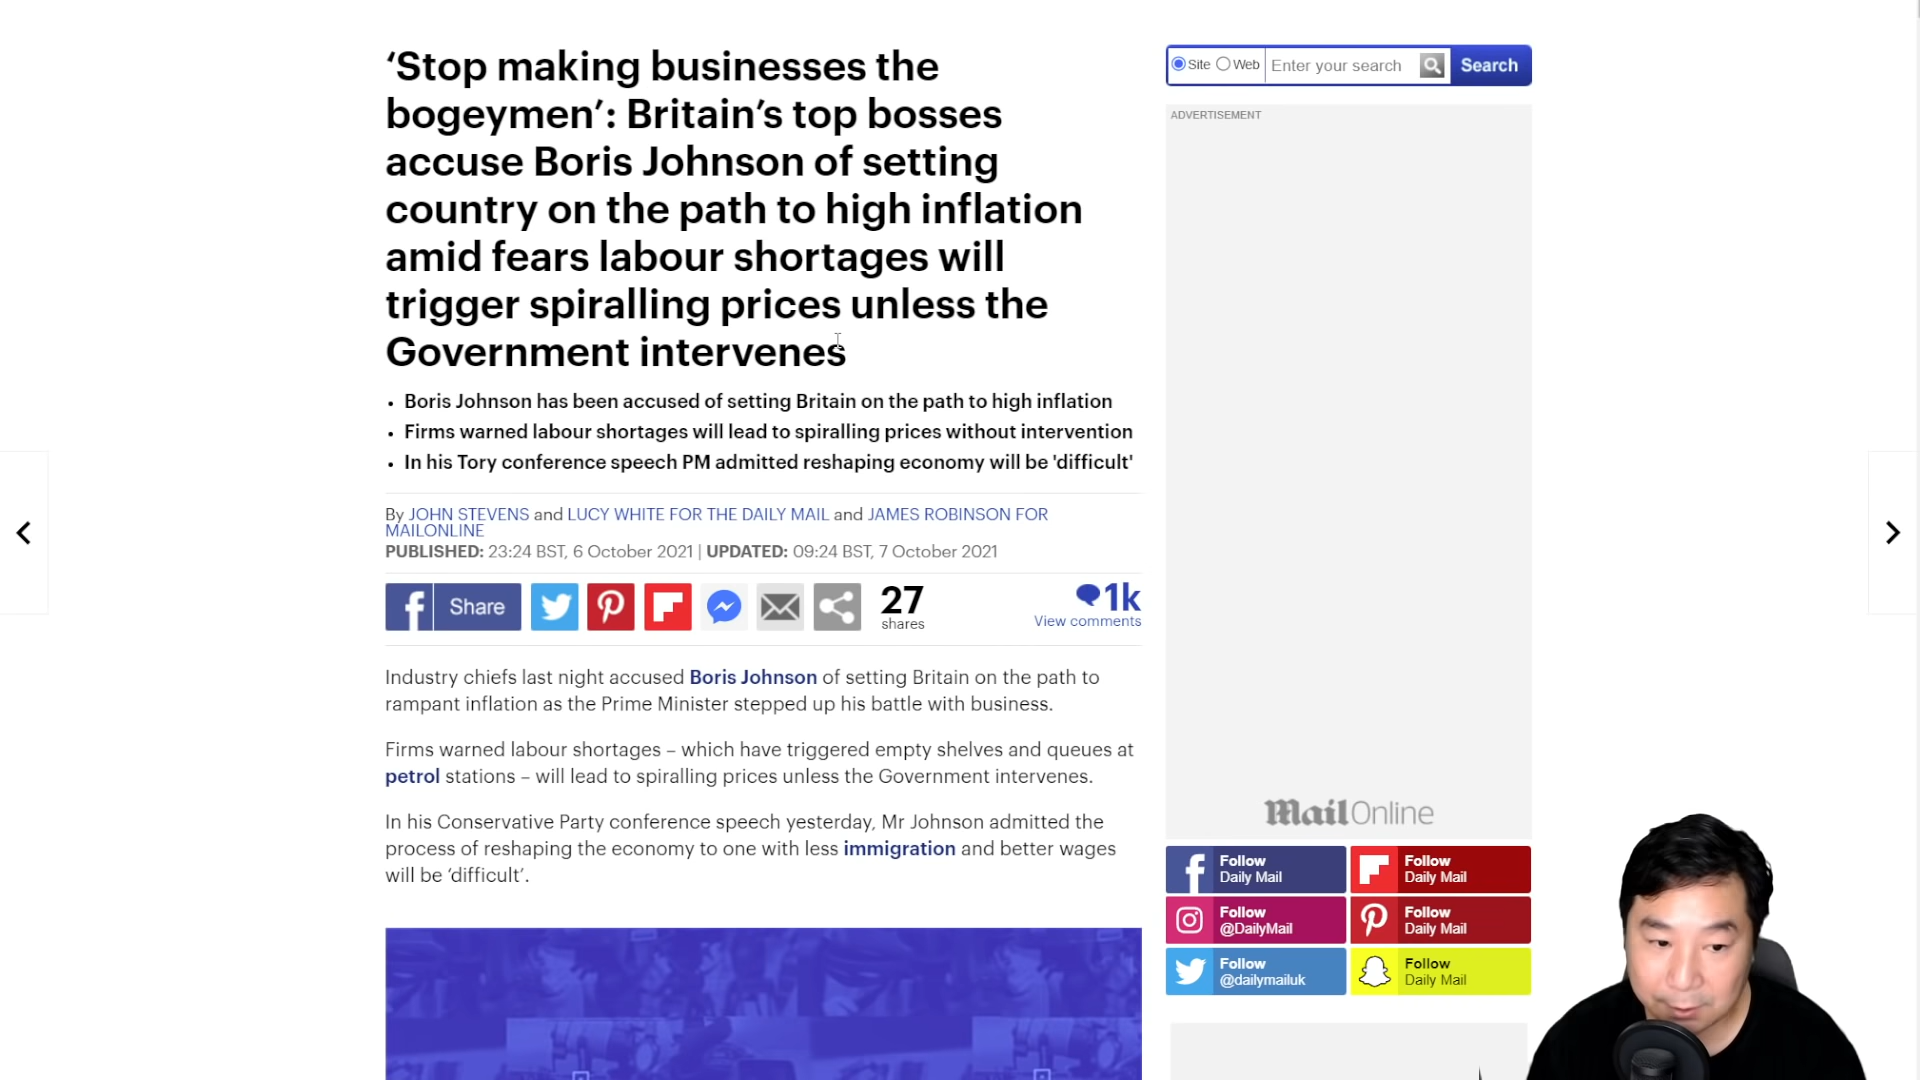 ‘Stop making businesses the
bogeymen’: Britain’s top bosses
accuse Boris Johnson of setting
country on the path to high inflation
amid fears labour shortages will
trigger spiralling prices unless the
Government intervenes
• Boris Johnson has been accused of setting Britain on the path to high inflation
• Firms warned labour shortages will lead to spiralling prices without intervention
• In his Tory conference speech PM admitted reshaping economy will be 'difficult'
By JOHN STEVENS and LUCY WHITE FOR THE DAILY MAIL and JAMES ROBINSON FOR
MAILONLINE
PUBLISHED: 23:24 BST, 6 October 2021 | UPDATED: 09:24 BST, 7 October 2021
Share
27
shares
1k
View comments
Industry chiefs last night accused Boris Johnson of setting Britain on the path to
rampant inflation as the Prime Minister stepped up his battle with business.
Firms warned labour shortages – which have triggered empty shelves and queues at
petrol stations – will lead to spiralling prices unless the Government intervenes.
In his Conservative Party conference speech yesterday, Mr Johnson admitted the
process of reshaping the economy to one with less immigration and better wages
will be ‘difficult’.
Site Web Enter your search Search
ADVERTISEMENT
Mail Online
Follow
Daily Mail
Follow
Daily Mail
Follow
@DailyMail
Follow
Daily Mail
Follow
@dailymailuk
Follow
Daily Mail